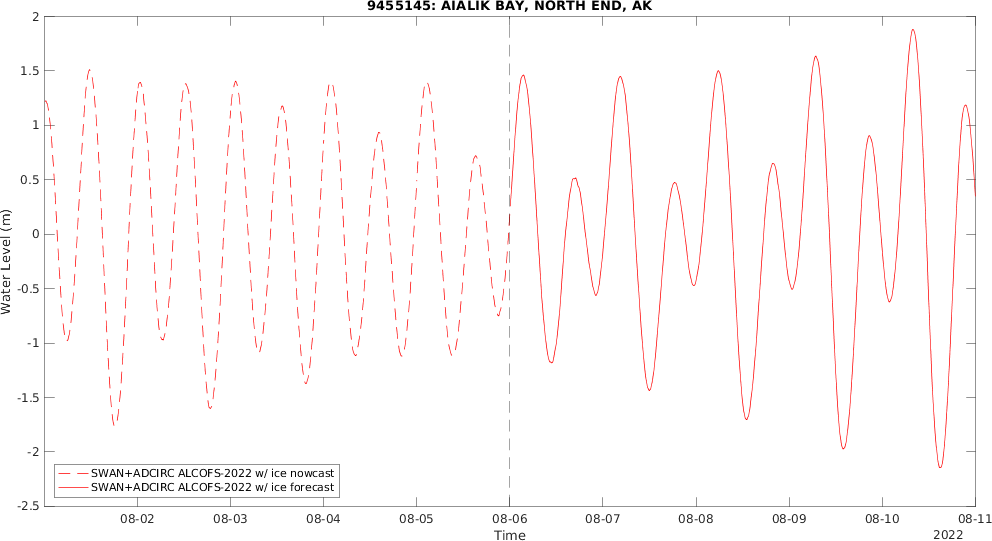 9455145: AIALIK BAY, NORTH END, AK
Water Level (m)
2
1.5
1
0.5
0
-0.5
-1
-1.5
-2
-2.5
SWAN+ADCIRC ALCOFS-2022 w/ ice nowcast
SWAN+ADCIRC ALCOFS-2022 w/ ice forecast
08-02 08-03 08-04 08-05 08-06 08-07 08-08 08-09 08-10 08-11
Time
2022